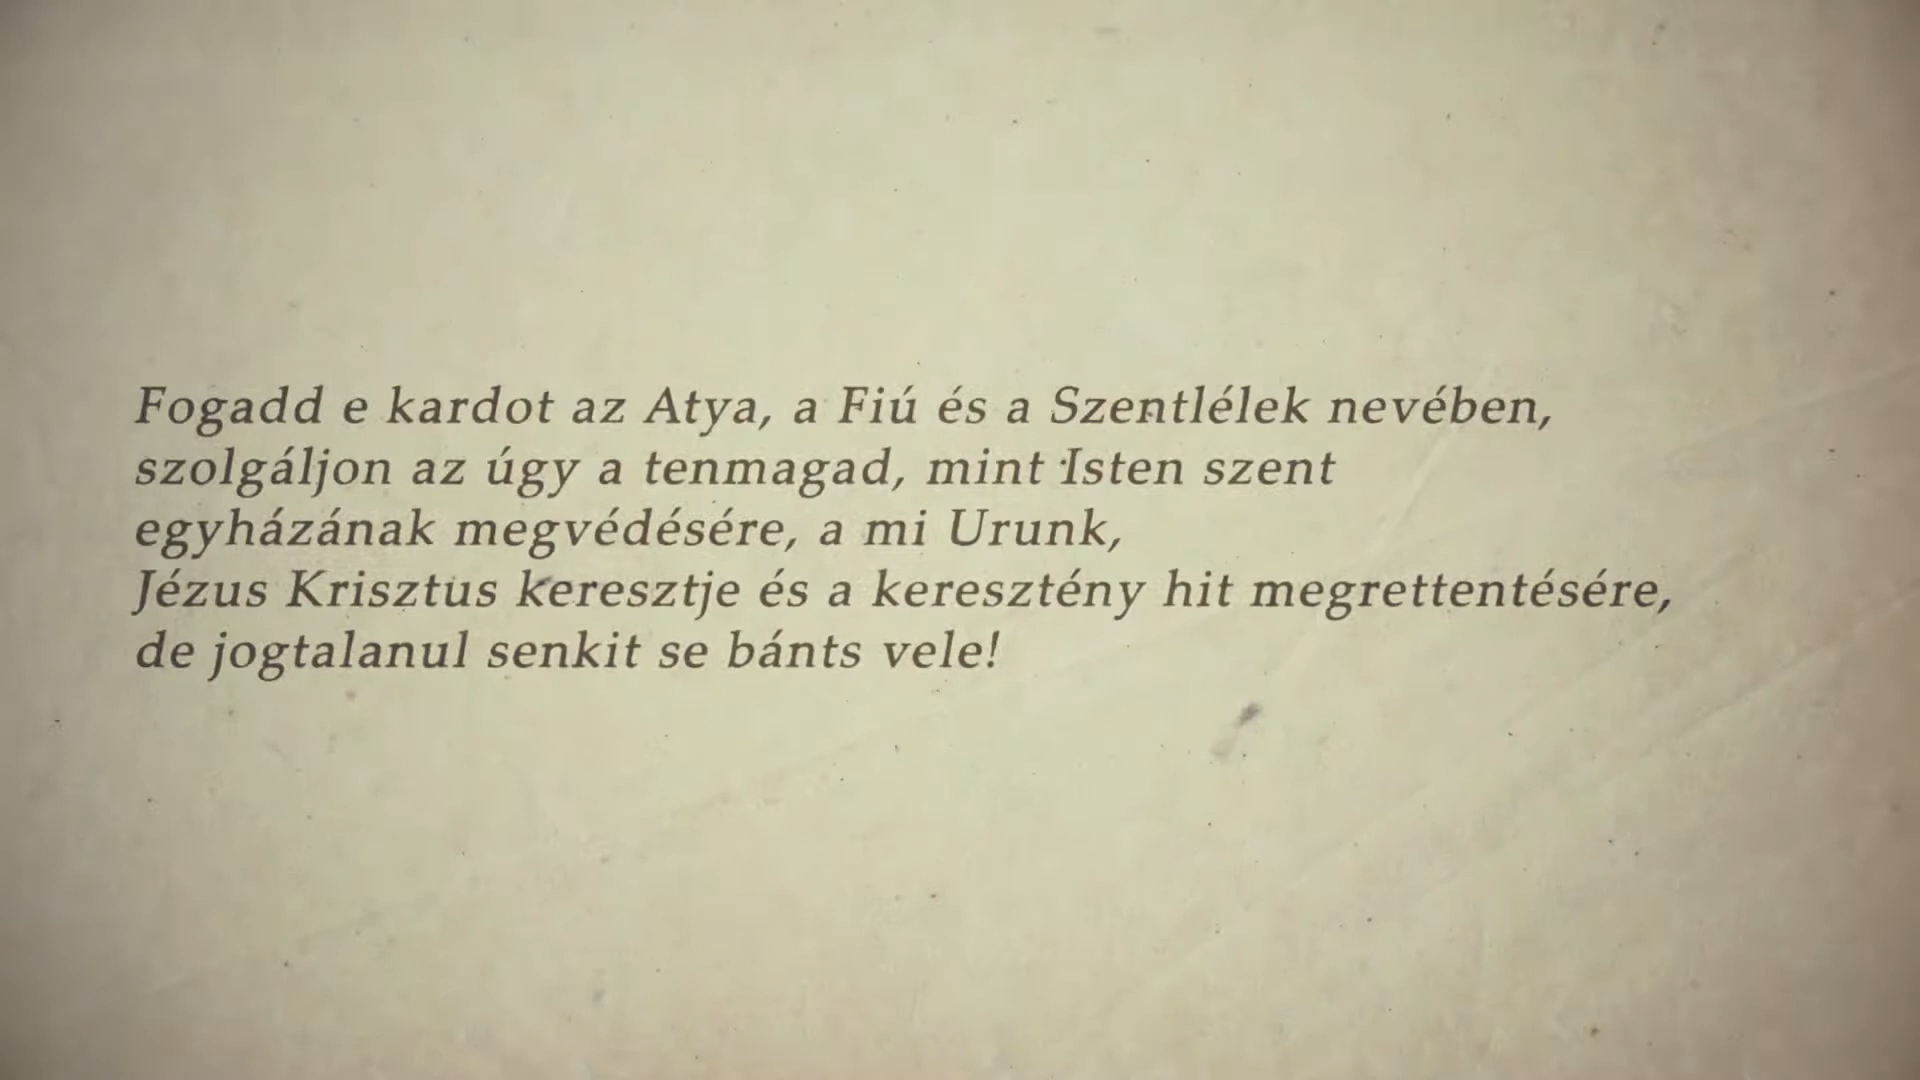 Fogadd e kardot az Atya, a Fiú és a Szentlélek nevében,
szolgáljon az úgy a tenmagad, mint Isten szent
egyházának megvédésére, a mi Urunk,
Jézus Krisztus keresztje és a keresztény hit megrettentésére,
de jogtalanul senkit se bánts vele!